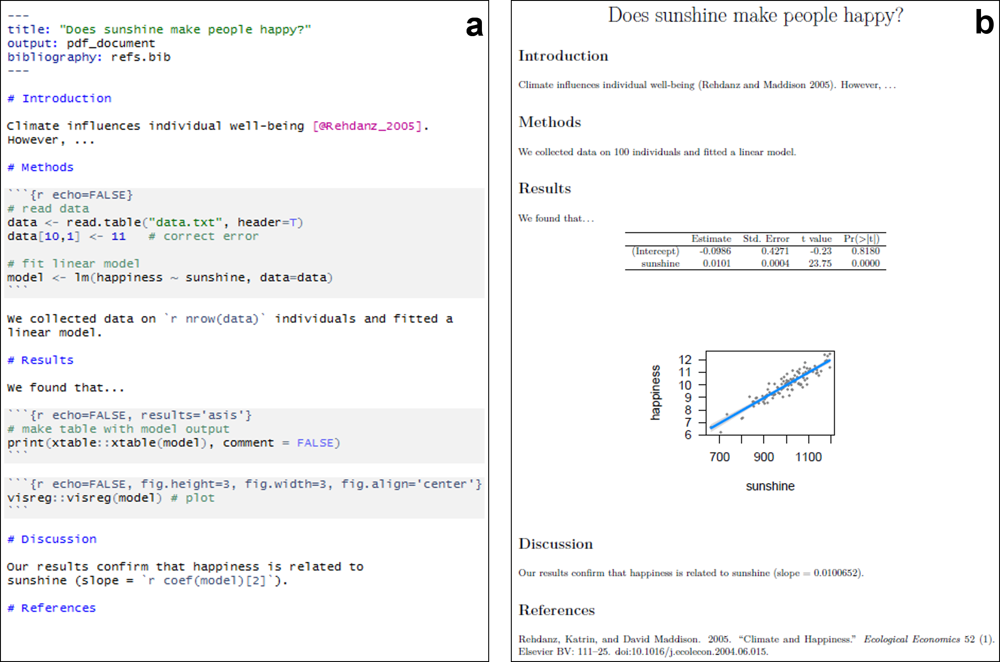 a
---
title: "Does sunshine make people happy?"
output: pdf_document
bibliography: refs.bib
---
# Introduction
Climate influences individual well-being [@Rehdanz_2005].
However, ...
# Methods
```{r echo=FALSE}
# read data
data <- read.table("data.txt", header=T)
data[10,1] <- 11   # correct error
# fit linear model
model <- lm(happiness ~ sunshine, data=data)
```
We collected data on `r nrow(data)` individuals and fitted a
linear model.
# Results
We found that...
```{r echo=FALSE, results='asis'}
# make table with model output
print(xtable::xtable(model), comment = FALSE)
```
```{r echo=FALSE, fig.height=3, fig.width=3, fig.align='center'}
visreg::visreg(model) # plot
```
# Discussion
Our results confirm that happiness is related to
sunshine (slope = `r coef(model)[2]`).
# References
b
Does sunshine make people happy?
Introduction
Climate influences individual well-being (Rehdanz and Maddison 2005). However, ...
Methods
We collected data on 100 individuals and fitted a linear model.
Results
We found that...
Estimate Std. Error t value Pr(>|t|)
(Intercept) -0.0986 0.4271 -0.23 0.8180
sunshine 0.0101 0.0004 23.75 0.0000
happiness
12
11
10
9
8
7
6
700 900 1100
sunshine
Discussion
Our results confirm that happiness is related to sunshine (slope = 0.0100652).
References
Rehdanz, Katrin, and David Maddison. 2005. “Climate and Happiness.” Ecological Economics 52 (1).
Elsevier BV: 111–25. doi:10.1016/j.ecolecon.2004.06.015.